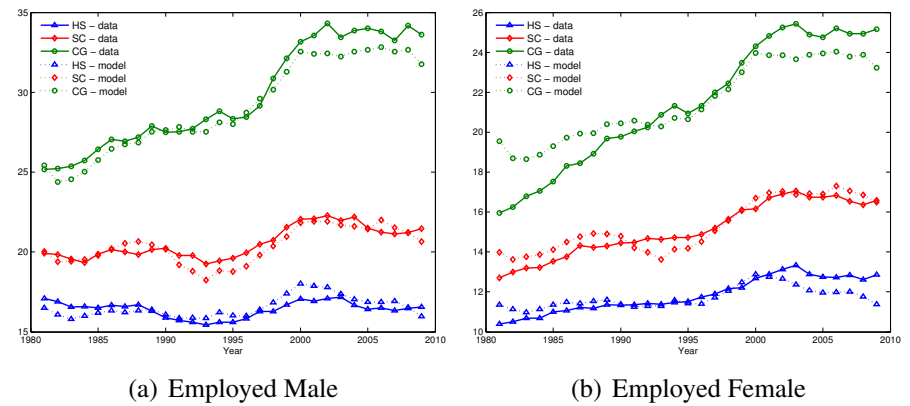 HS − data
SC − data
CG − data
HS − model
SC − model
CG − model
35
30
25
20
15
1980 1985 1990 1995 2000 2005 2010
Year
(a) Employed Male
HS − data
SC − data
CG − data
HS − model
SC − model
CG − model
26
24
22
20
18
16
14
12
10
1980 1985 1990 1995 2000 2005 2010
Year
(b) Employed Female